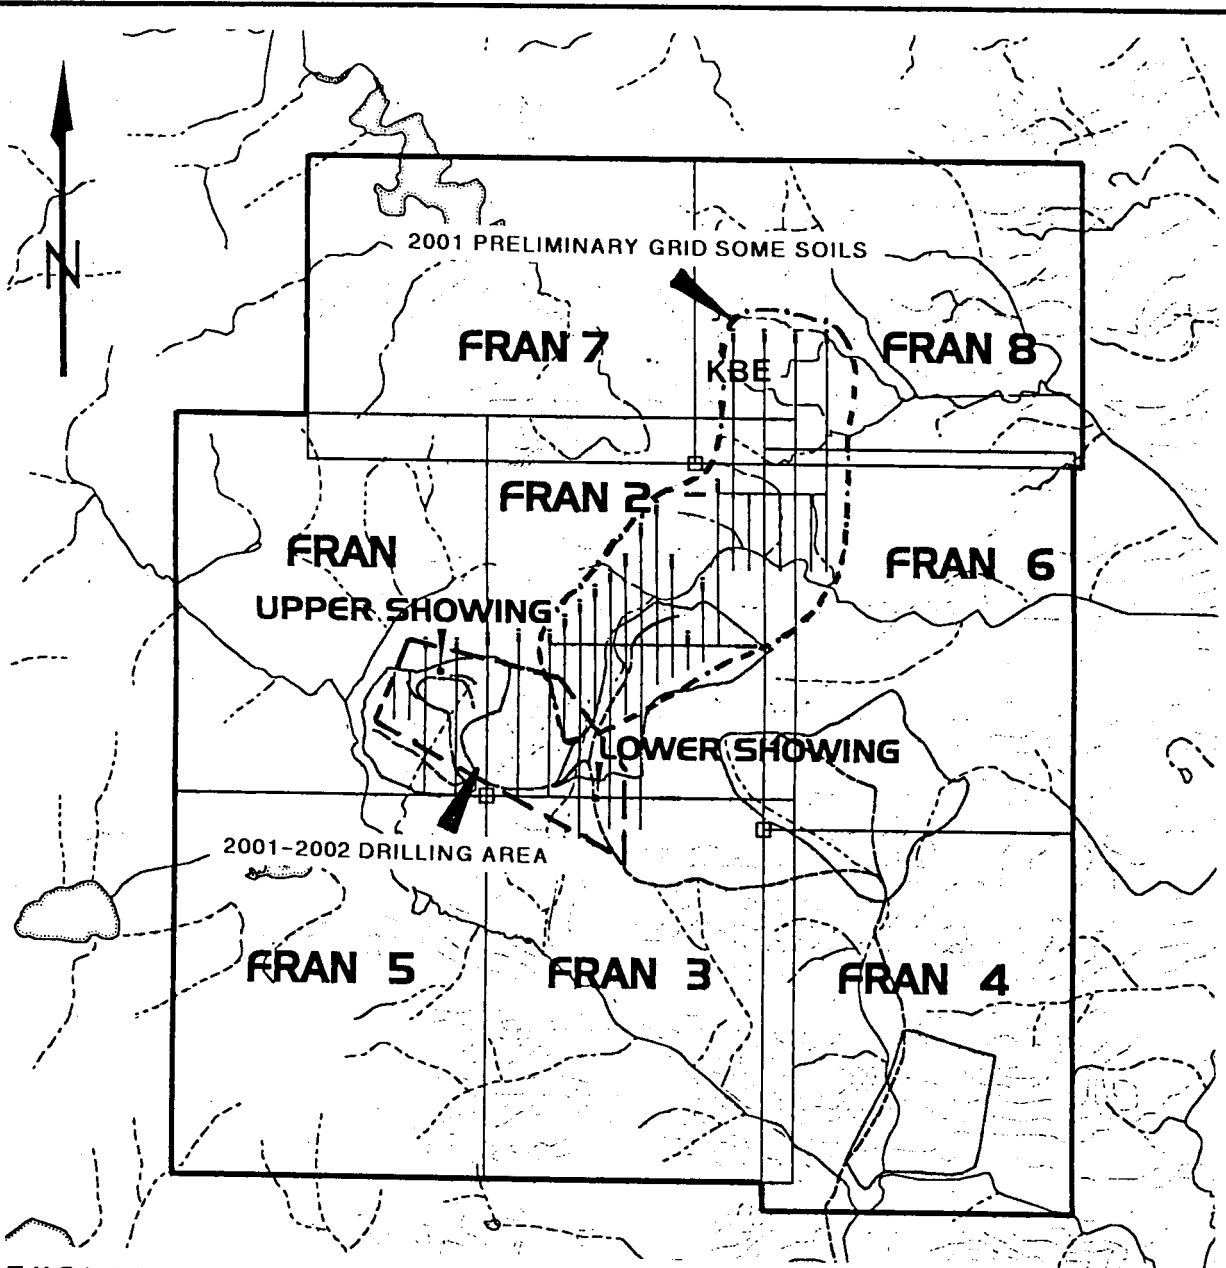 N
2001 PRELIMINARY GRID SOME SOILS
FRAN 7
FRAN 8
KBE
FRAN 2
FRAN
FRAN 6
UPPER SHOWING
LOWER SHOWING
2001-2002 DRILLING AREA
FRAN 5
FRAN 3
FRAN 4